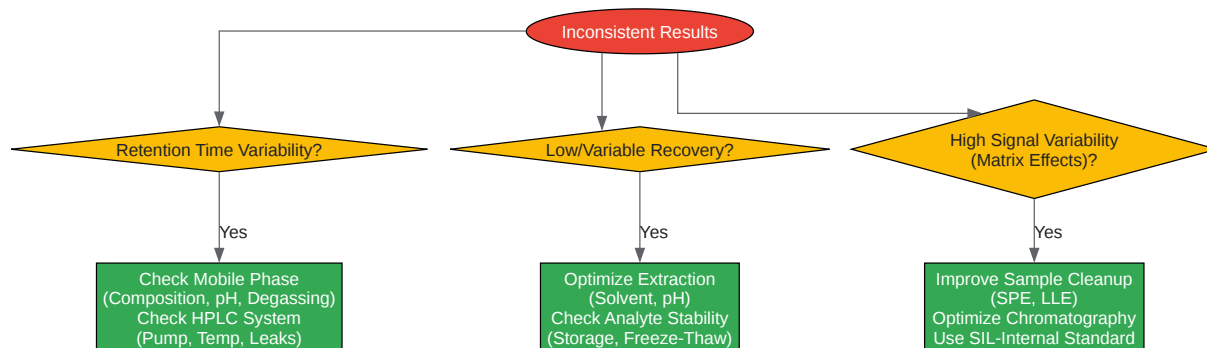 Inconsistent Results
Retention Time Variability?
Low/Variable Recovery?
High Signal Variability
(Matrix Effects)?
Yes
Yes
Yes
Check Mobile Phase
(Composition, pH, Degassing)
Check HPLC System
(Pump, Temp, Leaks)
Optimize Extraction
(Solvent, pH)
Check Analyte Stability
(Storage, Freeze-Thaw)
Improve Sample Cleanup
(SPE, LLE)
Optimize Chromatography
Use SIL-Internal Standard